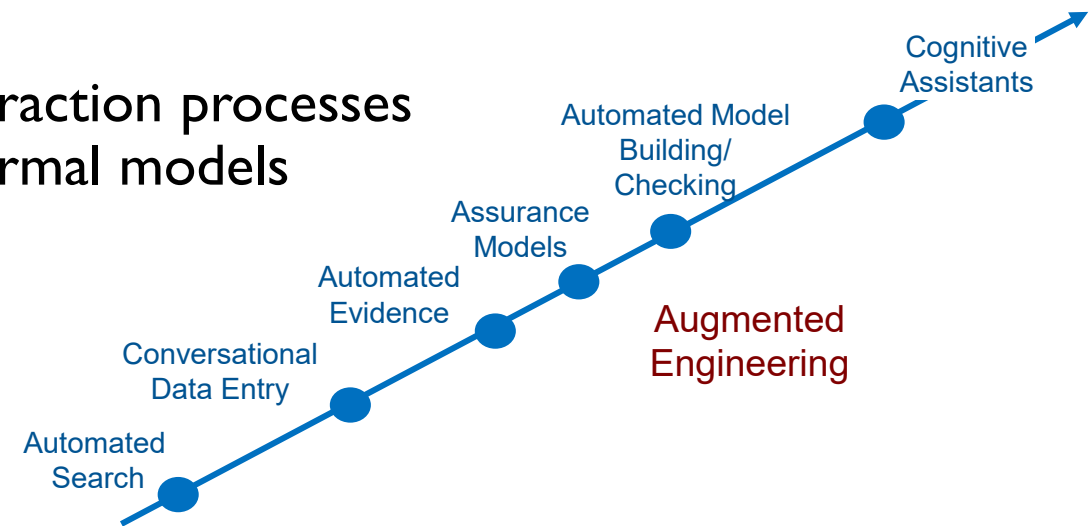 raction processes
rmal models
Cognitive
Assistants
Automated Model
Building/
Checking
Assurance
Models
Automated
Evidence
Conversational
Data Entry
Automated
Search
Augmented
Engineering